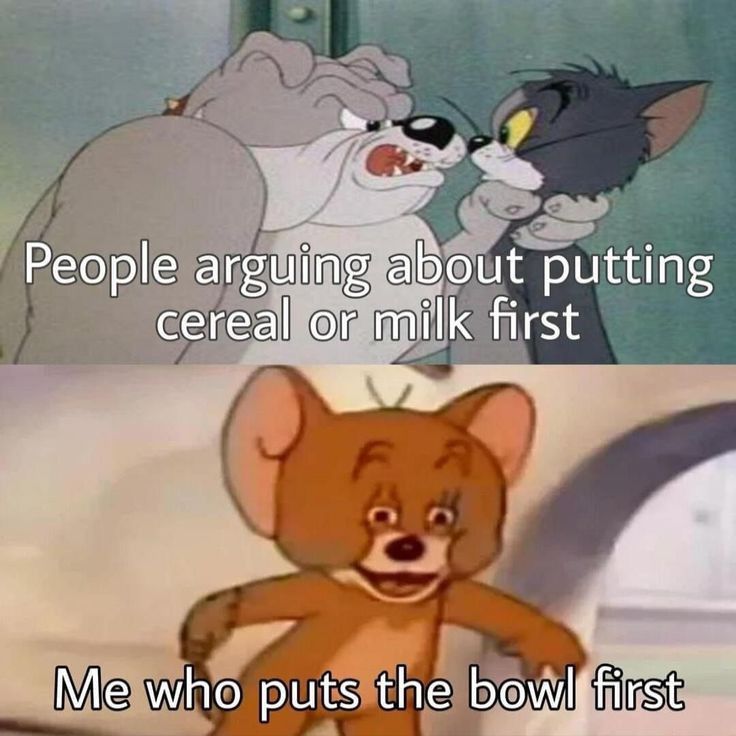 People arguing about putting
cereal or milk first
Me who puts the bowl first